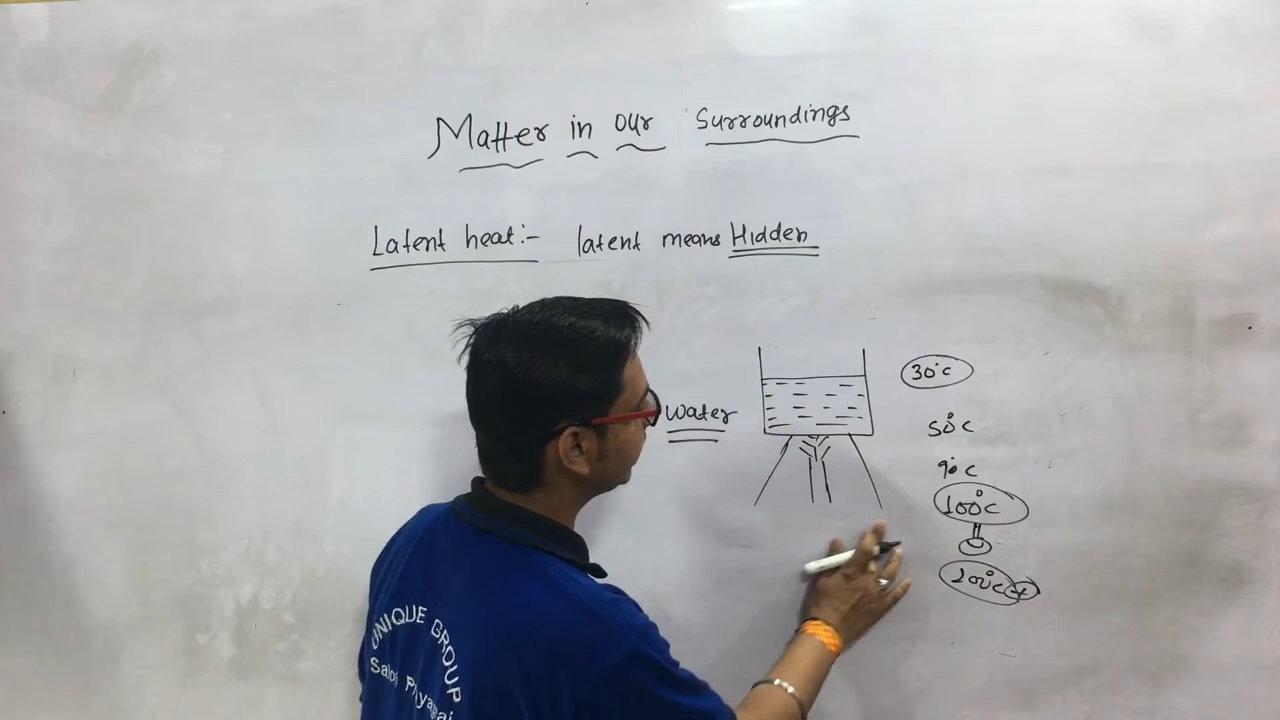 Matter in our Surroundings
Latent heat:- latent means Hidden
Water
30°C
50°C
90°C
100°C
100°C+
UNIQUE GROUP